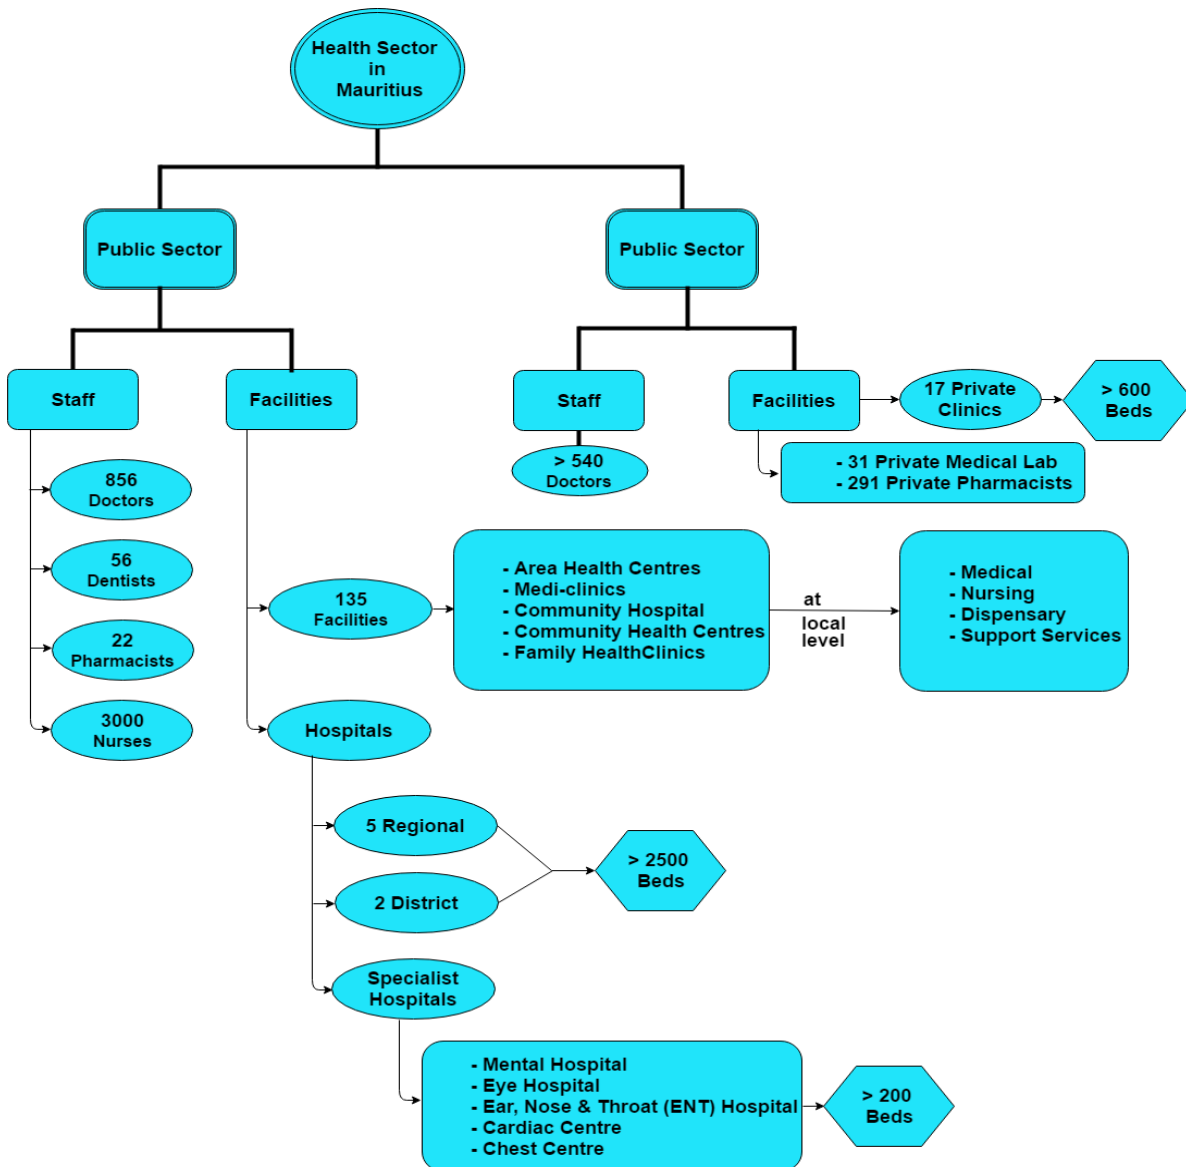 Health Sector
in
Mauritius
Public Sector
Public Sector
Staff
Facilities
Staff
Facilities
17 Private
Clinics
> 600
Beds
> 540
Doctors
- 31 Private Medical Lab
- 291 Private Pharmacists
856
Doctors
56
Dentists
22
Pharmacists
3000
Nurses
135
Facilities
- Area Health Centres
- Medi-clinics
- Community Hospital
- Community Health Centres
- Family HealthClinics
at
local
level
- Medical
- Nursing
- Dispensary
- Support Services
Hospitals
5 Regional
2 District
> 2500
Beds
Specialist
Hospitals
- Mental Hospital
- Eye Hospital
- Ear, Nose & Throat (ENT) Hospital
- Cardiac Centre
- Chest Centre
> 200
Beds